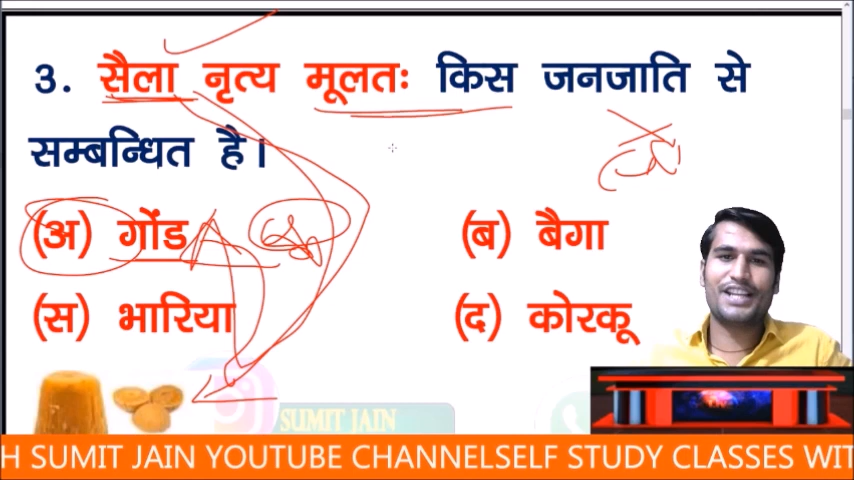 3. सैला नृत्य मूलतः किस जनजाति से
सम्बन्धित है।
(अ) गोंड
(ब) बैगा
(स) भारिया
(द) कोरकू
SUMIT JAIN
H SUMIT JAIN YOUTUBE CHANNELSELF STUDY CLASSES WIT